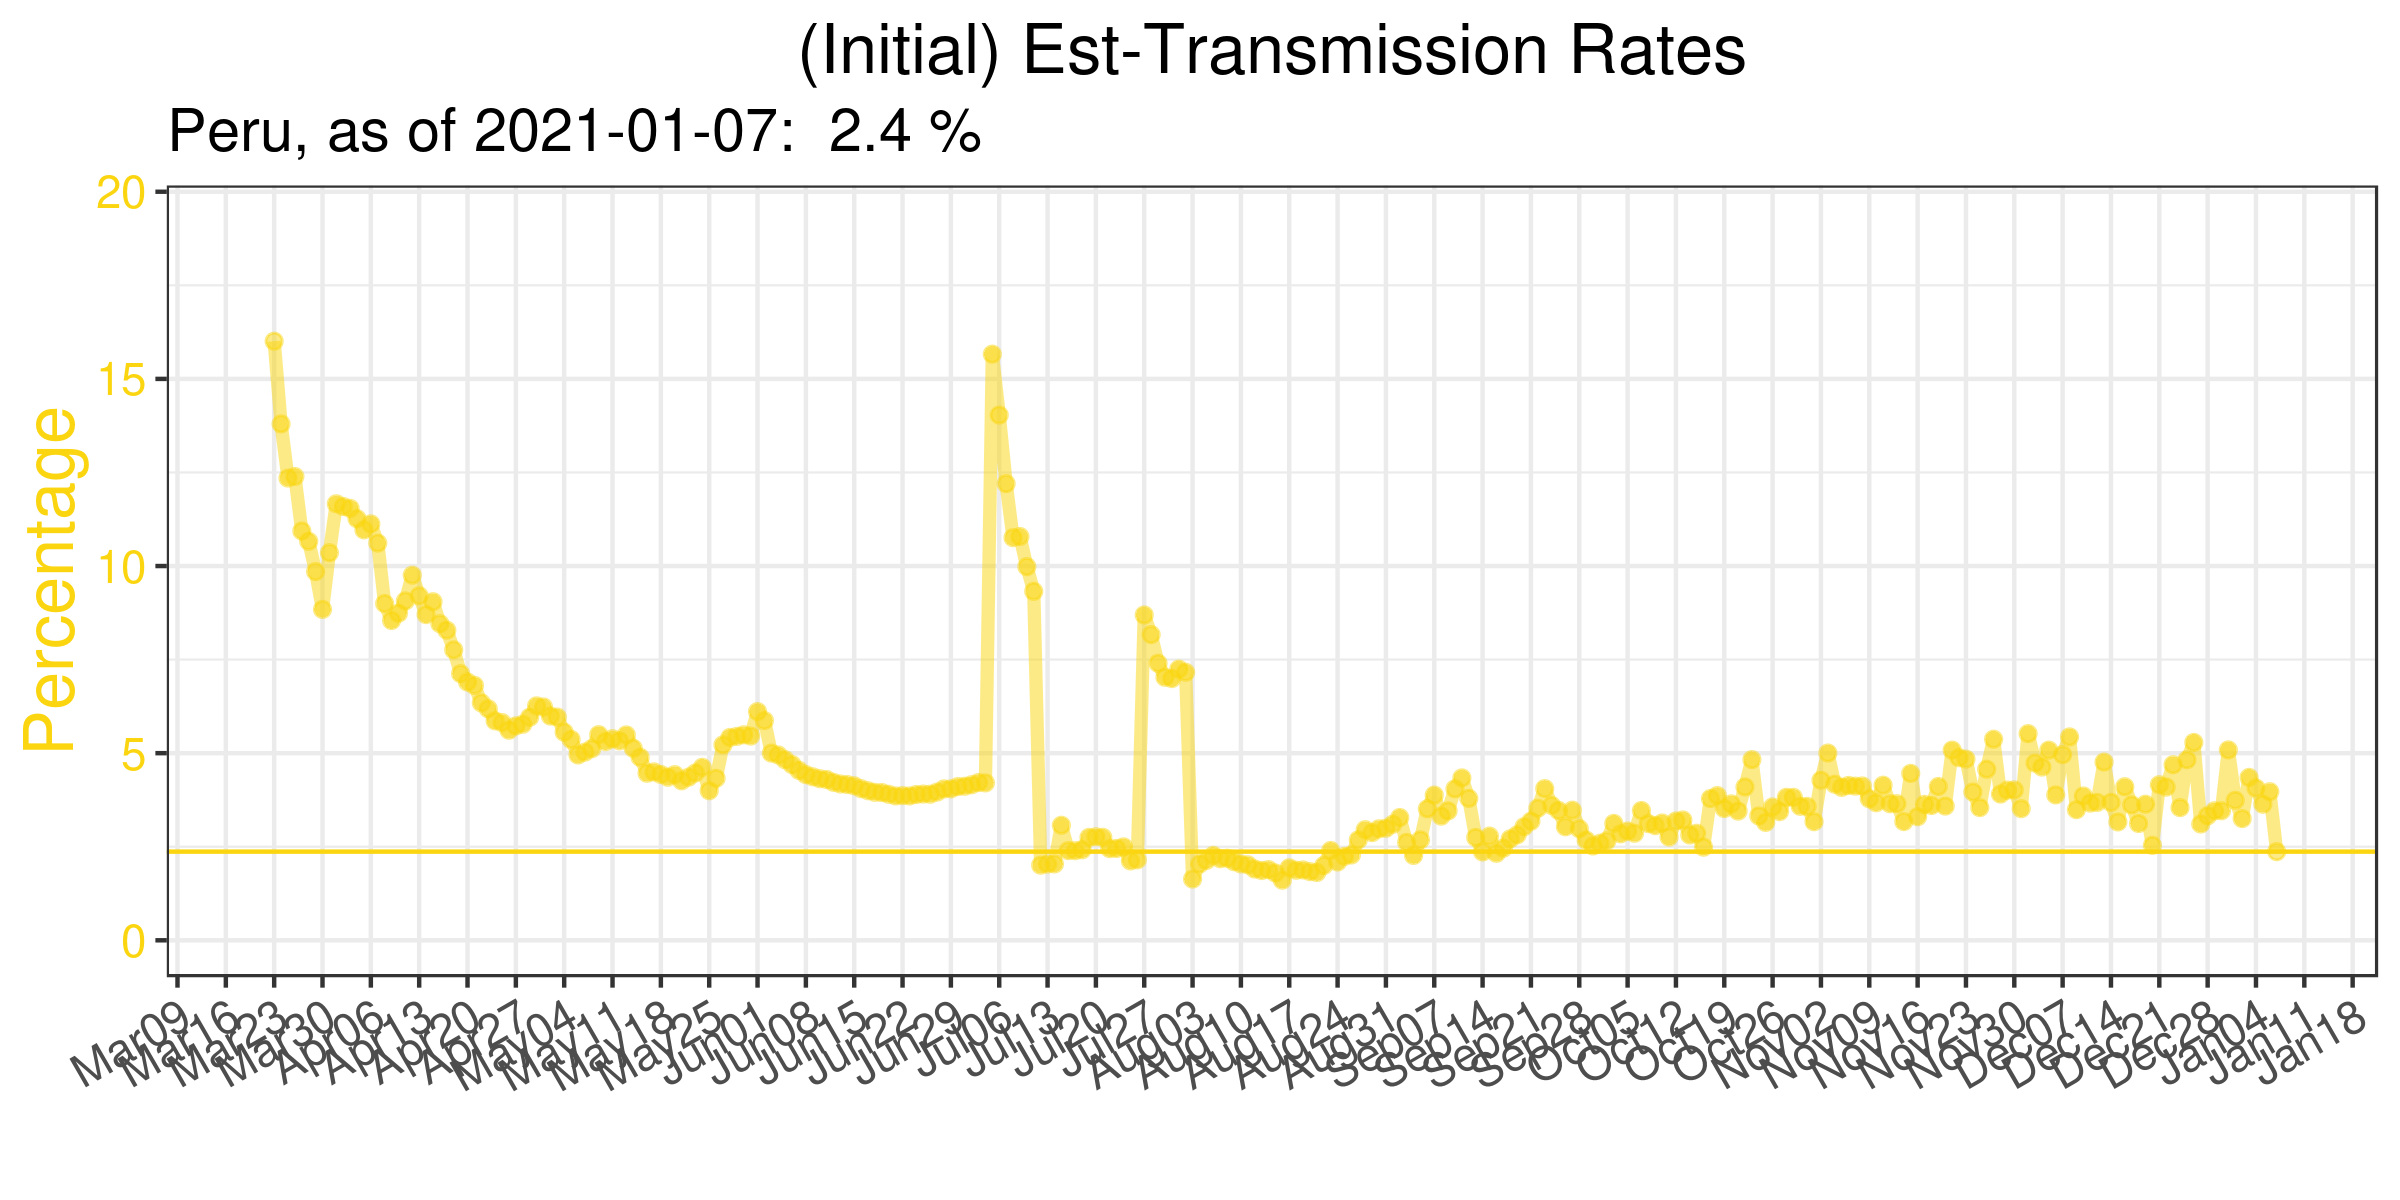 (Initial) Est-Transmission Rates
Peru, as of 2021-01-07:  2.4 %
Percentage
20
15
10
5
0
Mar09
Mar16
Mar23
Mar30
Apr06
Apr13
Apr20
Apr27
May04
May11
May18
May25
Jun01
Jun08
Jun15
Jun22
Jun29
Jul06
Jul13
Jul20
Jul27
Aug03
Aug10
Aug17
Aug24
Aug31
Sep07
Sep14
Sep21
Sep28
Oct05
Oct12
Oct19
Oct26
Nov02
Nov09
Nov16
Nov23
Nov30
Dec07
Dec14
Dec21
Dec28
Jan04
Jan11
Jan18